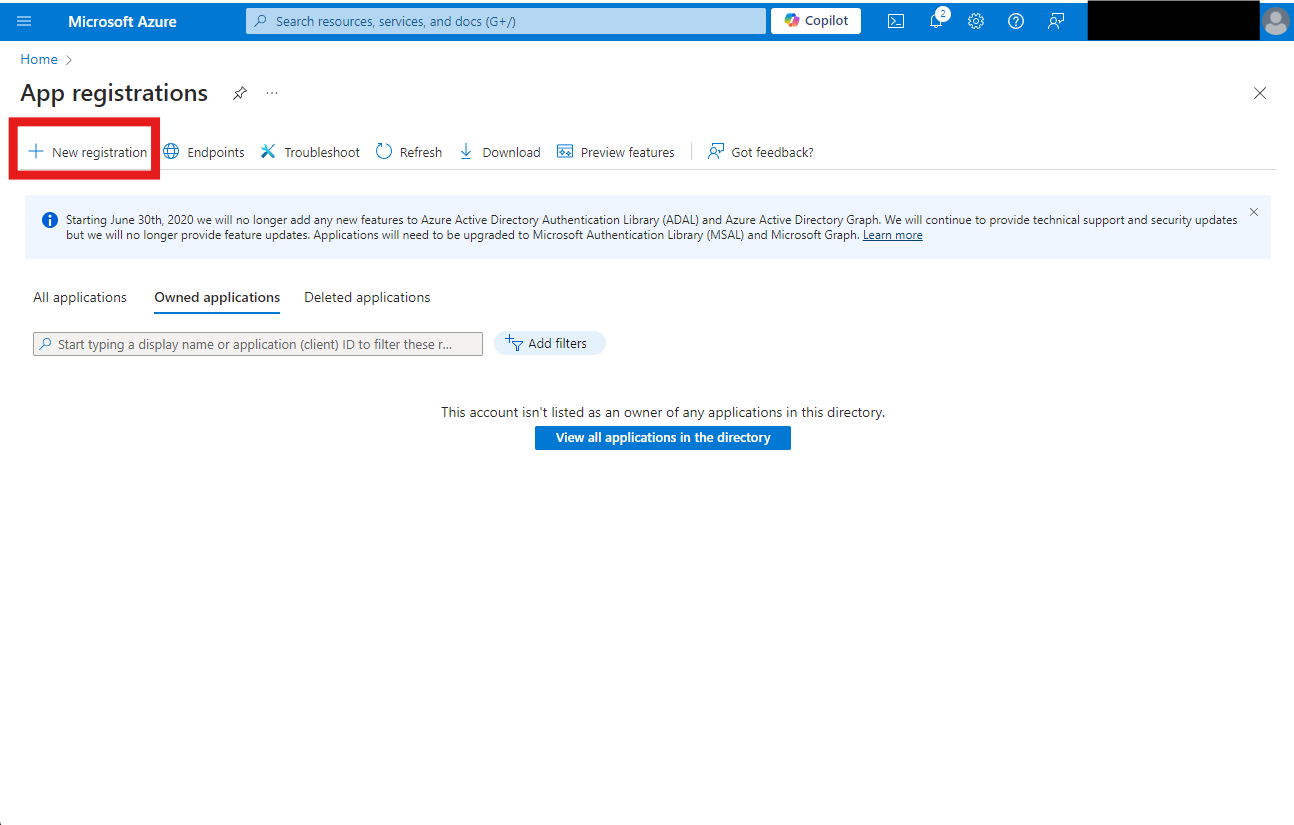 Microsoft Azure
Search resources, services, and docs (G+/)
Copilot
2
Home
App registrations
New registration
Endpoints
Troubleshoot
Refresh
Download
Preview features
Got feedback?
Starting June 30th, 2020 we will no longer add any new features to Azure Active Directory Authentication Library (ADAL) and Azure Active Directory Graph. We will continue to provide technical support and security updates
but we will no longer provide feature updates. Applications will need to be upgraded to Microsoft Authentication Library (MSAL) and Microsoft Graph. Learn more
All applications
Owned applications
Deleted applications
Start typing a display name or application (client) ID to filter these r...
Add filters
This account isn't listed as an owner of any applications in this directory.
View all applications in the directory